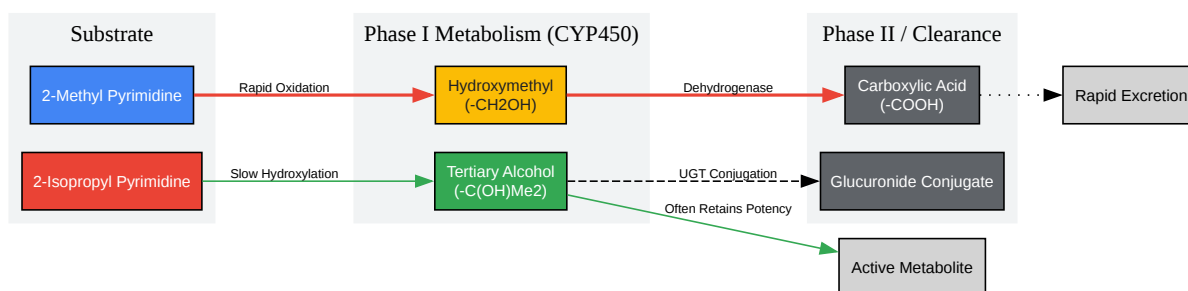 Substrate
Phase I Metabolism (CYP450)
Phase II / Clearance
2-Methyl Pyrimidine
Rapid Oxidation
Hydroxymethyl
(-CH2OH)
Dehydrogenase
Carboxylic Acid
(-COOH)
Rapid Excretion
2-Isopropyl Pyrimidine
Slow Hydroxylation
Tertiary Alcohol
(-C(OH)Me2)
UGT Conjugation
Glucuronide Conjugate
Often Retains Potency
Active Metabolite